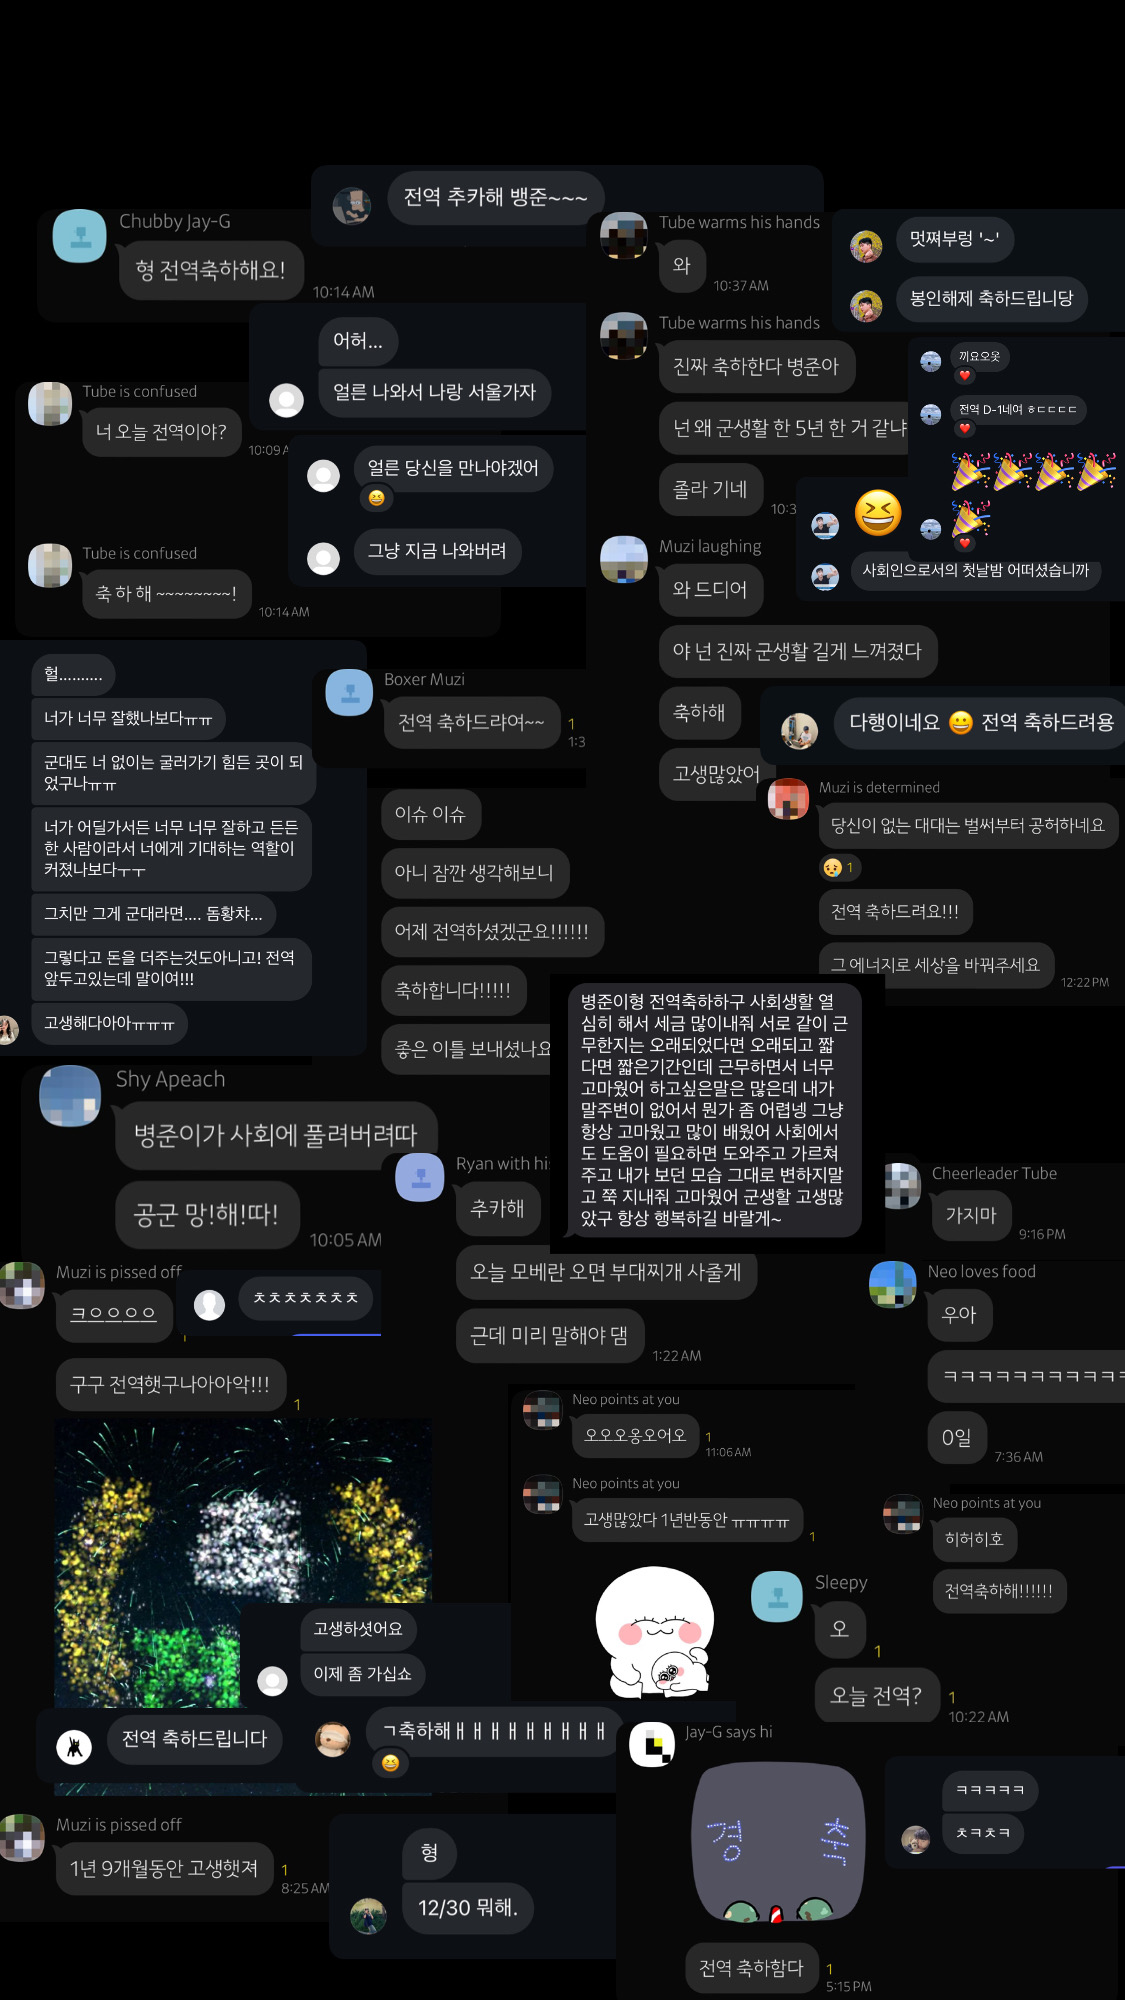 전역 추카해 뱅준~~~
Chubby Jay-G
형 전역축하해요!
10:14 AM
Tube warms his hands
와
10:37 AM
멋쪄부렁 '~'
봉인해제 축하드립니당
어허...
얼른 나와서 나랑 서울가자
Tube warms his hands
진짜 축하한다 병준아
넌 왜 군생활 한 5년 한 거 같냐
졸라 기네
10:3
끼요오옷
전역 D-1네여 ㅎㄷㄷㄷㄷ
Tube is confused
너 오늘 전역이야?
10:09 A
얼른 당신을 만나야겠어
그냥 지금 나와버려
사회인으로서의 첫날밤 어떠셨습니까
Tube is confused
축 하 해 ~~~~~~~~!
10:14 AM
Muzi laughing
와 드디어
야 넌 진짜 군생활 길게 느껴졌다
축하해
고생많았어
헐..........
너가 너무 잘했나보다ㅠㅠ
군대도 너 없이는 굴러가기 힘든 곳이 되
었구나ㅠㅠ
너가 어딜가서든 너무 너무 잘하고 든든
한 사람이라서 너에게 기대하는 역할이
커졌나보다ㅜㅜ
그치만 그게 군대라면.... 돔황챠...
그렇다고 돈을 더주는것도아니고! 전역
앞두고있는데 말이여!!!
고생해다아아ㅠㅠㅠ
Boxer Muzi
전역 축하드랴여~~
1
1:3
다행이네요 😀 전역 축하드려용
Muzi is determined
당신이 없는 대대는 벌써부터 공허하네요
😢 1
전역 축하드려요!!!
그 에너지로 세상을 바꿔주세요
12:22 PM
이슈 이슈
아니 잠깐 생각해보니
어제 전역하셨겠군요!!!!!!
축하합니다!!!!!
좋은 이틀 보내셨나요
병준이형 전역축하하구 사회생할 열
심히 해서 세금 많이내줘 서로 같이 근
무한지는 오래되었다면 오래되고 짧
다면 짧은기간인데 근무하면서 너무
고마웠어 하고싶은말은 많은데 내가
말주변이 없어서 뭔가 좀 어렵넹 그냥
항상 고마웠고 많이 배웠어 사회에서
도 도움이 필요하면 도와주고 가르쳐
주고 내가 보던 모습 그대로 변하지말
고 쭉 지내줘 고마웠어 군생할 고생많
았구 항상 행복하길 바랄게~
Shy Apeach
병준이가 사회에 풀려버려따
공군 망!해!따!
10:05 AM
Ryan with his
추카해
오늘 모베란 오면 부대찌개 사줄게
근데 미리 말해야 댐
1:22 AM
Cheerleader Tube
가지마
9:16 PM
Muzi is pissed off
크으으으으
ㅊㅊㅊㅊㅊㅊㅊ
구구 전역햇구나아아악!!!
1
Neo loves food
우아
ㅋㅋㅋㅋㅋㅋㅋㅋㅋㅋㅋ
0일
7:36 AM
Neo points at you
오오오옹오어오
1
11:06 AM
Neo points at you
고생많았다 1년반동안 ㅠㅠㅠㅠ
1
Neo points at you
히허히호
전역축하해!!!!!!
고생하셧어요
이제 좀 가십쇼
Sleepy
오
1
오늘 전역?
1
10:22 AM
전역 축하드립니다
ㄱ축하해ㅐㅐㅐㅐㅐㅐㅐㅐㅐ
Jay-G says hi
경 축
ㅋㅋㅋㅋㅋ
ㅊㅋㅊㅋ
Muzi is pissed off
1년 9개월동안 고생햇져
1
8:25 AM
형
12/30 뭐해.
전역 축하함다
1
5:15 PM